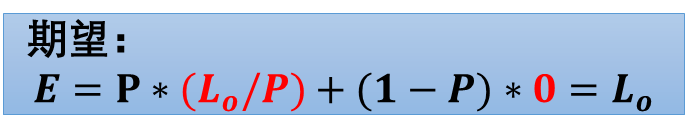 期望：
E = P * (Lₒ/P) + (1 − P) * 0 = Lₒ